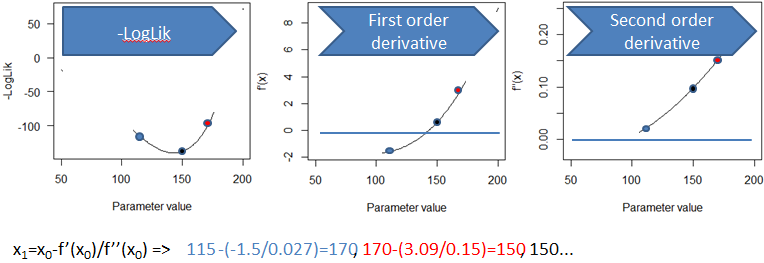 -LogLik
First order
derivative
Second order
derivative
-LogLik
50
0
-50
-100
50
100
150
200
Parameter value
f'(x)
8
6
4
2
0
-2
50
100
150
200
Parameter value
f''(x)
0.20
0.10
0.00
50
100
150
200
Parameter value
x₁=x₀-f'(x₀)/f''(x₀) => 115 -(-1.5/0.027)=170, 170-(3.09/0.15)=150, 150...